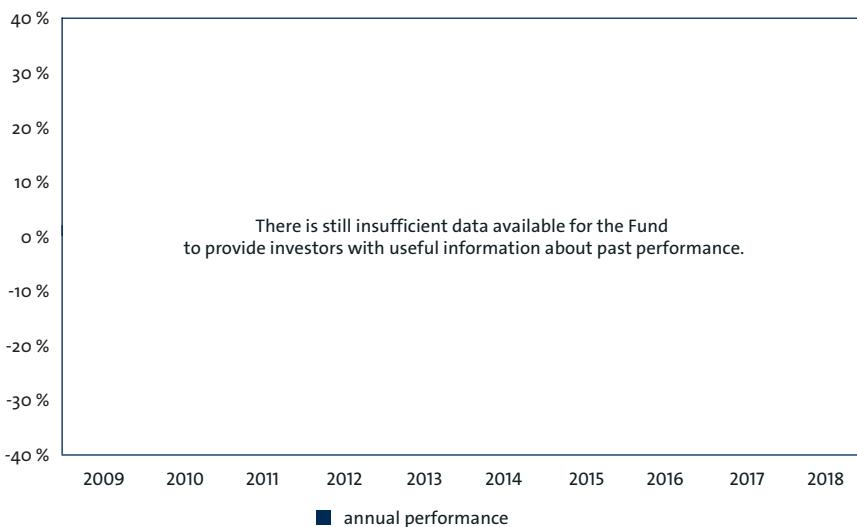 40 %
30 %
20 %
10 %
0 %
-10 %
-20 %
-30 %
-40 %
There is still insufficient data available for the Fund
to provide investors with useful information about past performance.
2009 2010 2011 2012 2013 2014 2015 2016 2017 2018
annual performance